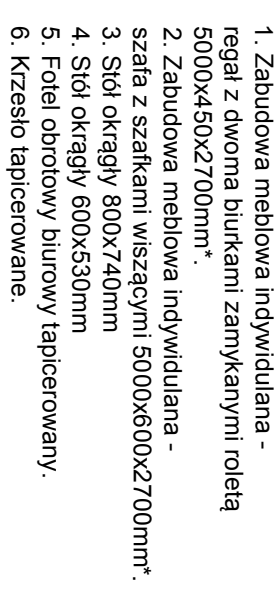 1. Zabudowa meblowa indywidulana -
regał z dwoma biurkami zamykanymi roletą
5000x450x2700mm*.
2. Zabudowa meblowa indywidulana -
szafa z szafkami wiszącymi 5000x600x2700mm*.
3. Stół okrągły 800x740mm
4. Stół okrągły 600x530mm
5. Fotel obrotowy biurowy tapicerowany.
6. Krzesło tapicerowane.